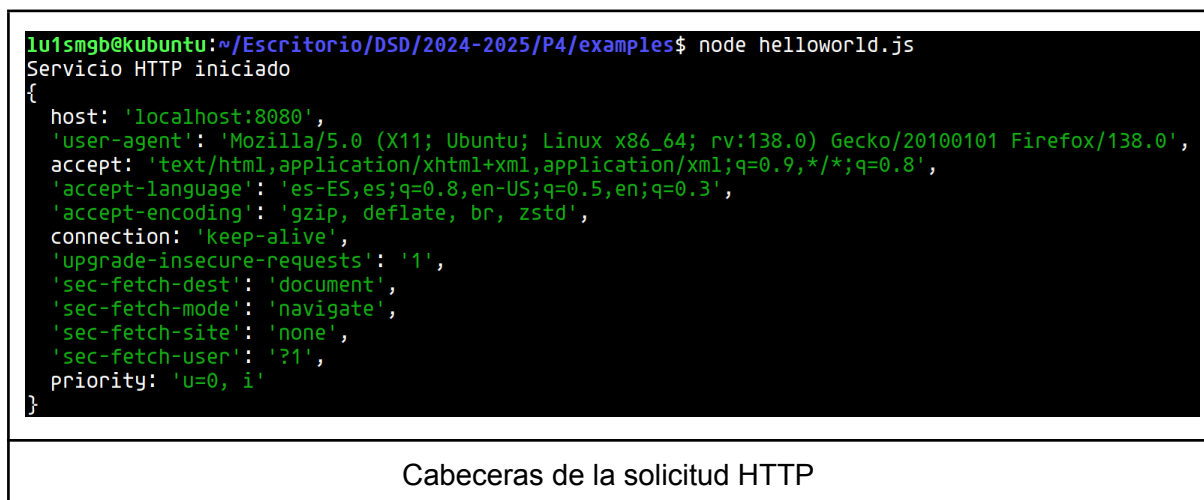 lu1smgb@kubuntu:~/Escritorio/DSD/2024-2025/P4/examples$ node helloworld.js
Servicio HTTP iniciado
{
  host: 'localhost:8080',
  'user-agent': 'Mozilla/5.0 (X11; Ubuntu; Linux x86_64; rv:138.0) Gecko/20100101 Firefox/138.0',
  accept: 'text/html,application/xhtml+xml,application/xml;q=0.9,*/*;q=0.8',
  'accept-language': 'es-ES,es;q=0.8,en-US;q=0.5,en;q=0.3',
  'accept-encoding': 'gzip, deflate, br, zstd',
  connection: 'keep-alive',
  'upgrade-insecure-requests': '1',
  'sec-fetch-dest': 'document',
  'sec-fetch-mode': 'navigate',
  'sec-fetch-site': 'none',
  'sec-fetch-user': '?1',
  priority: 'u=0, i'
}
Cabeceras de la solicitud HTTP